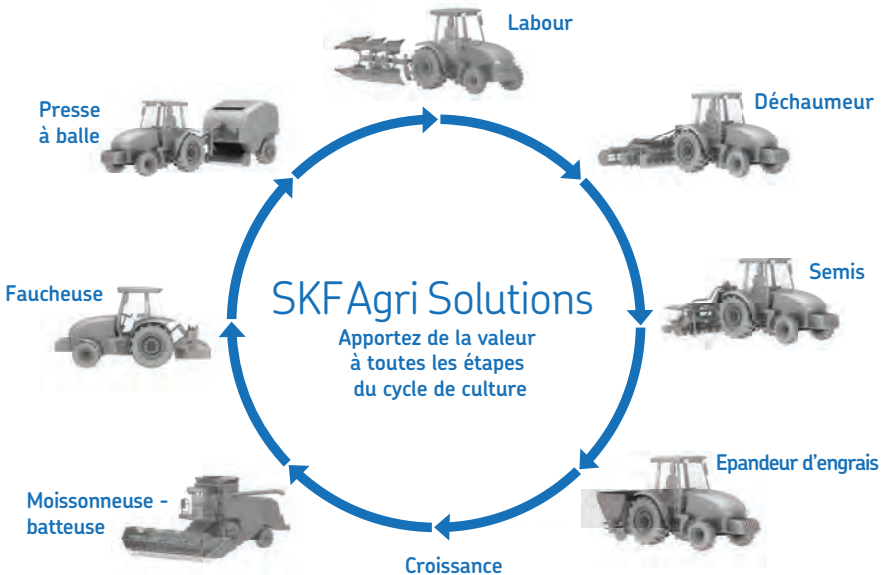 Labour
Déchaumeur
Semis
Epandeur d'engrais
Croissance
Moissonneuse -
batteuse
Faucheuse
Presse
à balle
SKF Agri Solutions
Apportez de la valeur
à toutes les étapes
du cycle de culture